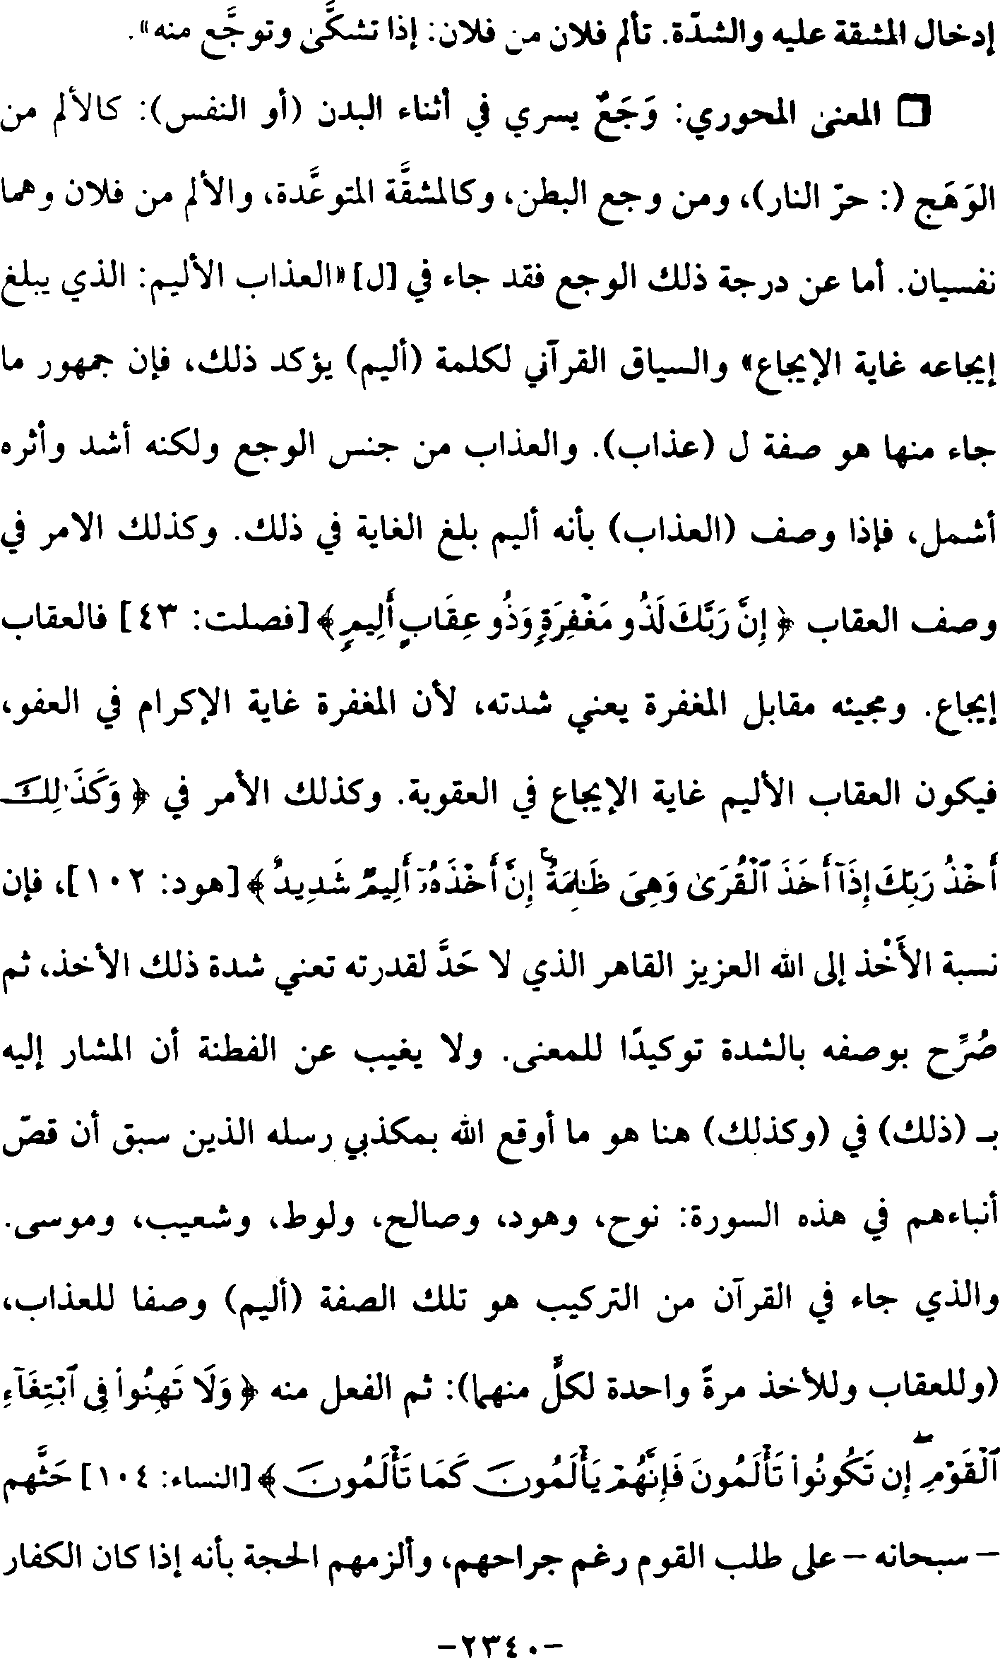 إدخال المشقة عليه والشدّة. تألم فلان من فلان: إذا تشكَّى وتوجَّع منه».
❒ المعنى المحوري: وَجَعٌ يسري في أثناء البدن (أو النفس): كالألم من
الوَهَج (: حرّ النار)، ومن وجع البطن، وكالمشقَّة المتوعَّدة، والألم من فلان وهما
نفسيان. أما عن درجة ذلك الوجع فقد جاء في [ل] «العذاب الأليم: الذي يبلغ
إيجاعه غاية الإيجاع» والسياق القرآني لكلمة (أليم) يؤكد ذلك، فإن جمهور ما
جاء منها هو صفة ل (عذاب). والعذاب من جنس الوجع ولكنه أشد وأثره
أشمل، فإذا وصف (العذاب) بأنه أليم بلغ الغاية في ذلك. وكذلك الامر في
وصف العقاب ﴿إِنَّ رَبَّكَ لَذُو مَغْفِرَةٍ وَذُو عِقَابٍ أَلِيمٍ﴾ [فصلت: ٤٣] فالعقاب
إيجاع. ومجيئه مقابل المغفرة يعني شدته، لأن المغفرة غاية الإكرام في العفو،
فيكون العقاب الأليم غاية الإيجاع في العقوبة. وكذلك الأمر في ﴿وَكَذَٰلِكَ
أَخْذُ رَبِّكَ إِذَآ أَخَذَ ٱلْقُرَىٰ وَهِىَ ظَٰلِمَةٌ ۚ إِنَّ أَخْذَهُۥٓ أَلِيمٌ شَدِيدٌ﴾ [هود: ١٠٢]، فإن
نسبة الأَخْذ إلى الله العزيز القاهر الذي لا حَدَّ لقدرته تعني شدة ذلك الأخذ، ثم
صُرِّح بوصفه بالشدة توكيدًا للمعنى. ولا يغيب عن الفطنة أن المشار إليه
بـ (ذلك) في (وكذلك) هنا هو ما أوقع الله بمكذبي رسله الذين سبق أن قصّ
أنباءهم في هذه السورة: نوح، وهود، وصالح، ولوط، وشعيب، وموسى.
والذي جاء في القرآن من التركيب هو تلك الصفة (أليم) وصفا للعذاب،
(وللعقاب وللأخذ مرةً واحدة لكلٍّ منهما): ثم الفعل منه ﴿وَلَا تَهِنُواْ فِى ٱبْتِغَآءِ
ٱلْقَوْمِ ۖ إِن تَكُونُواْ تَأْلَمُونَ فَإِنَّهُمْ يَأْلَمُونَ كَمَا تَأْلَمُونَ﴾ [النساء: ١٠٤] حَثَّهم
– سبحانه – على طلب القوم رغم جراحهم، وألزمهم الحجة بأنه إذا كان الكفار
-٢٣٤٠-